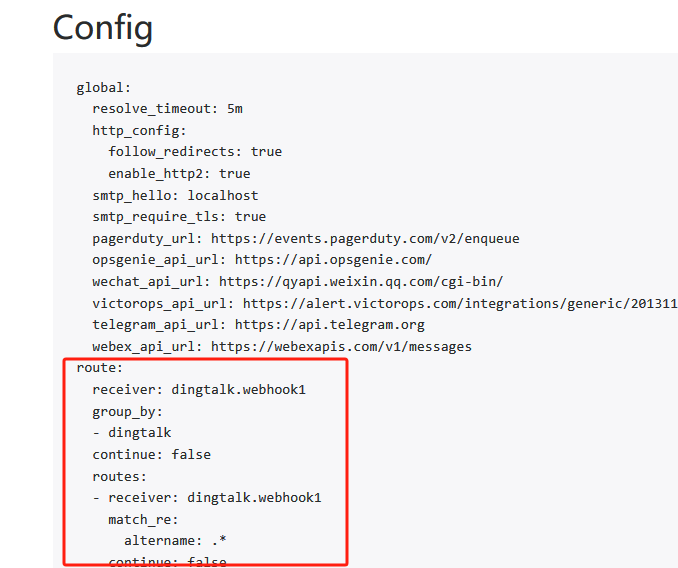 Config
global:
  resolve_timeout: 5m
  http_config:
    follow_redirects: true
    enable_http2: true
  smtp_hello: localhost
  smtp_require_tls: true
  pagerduty_url: https://events.pagerduty.com/v2/enqueue
  opsgenie_api_url: https://api.opsgenie.com/
  wechat_api_url: https://qyapi.weixin.qq.com/cgi-bin/
  victorops_api_url: https://alert.victorops.com/integrations/generic/201311
  telegram_api_url: https://api.telegram.org
  webex_api_url: https://webexapis.com/v1/messages
route:
  receiver: dingtalk.webhook1
  group_by:
  - dingtalk
  continue: false
  routes:
  - receiver: dingtalk.webhook1
    match_re:
      altername: .*
    continue: false